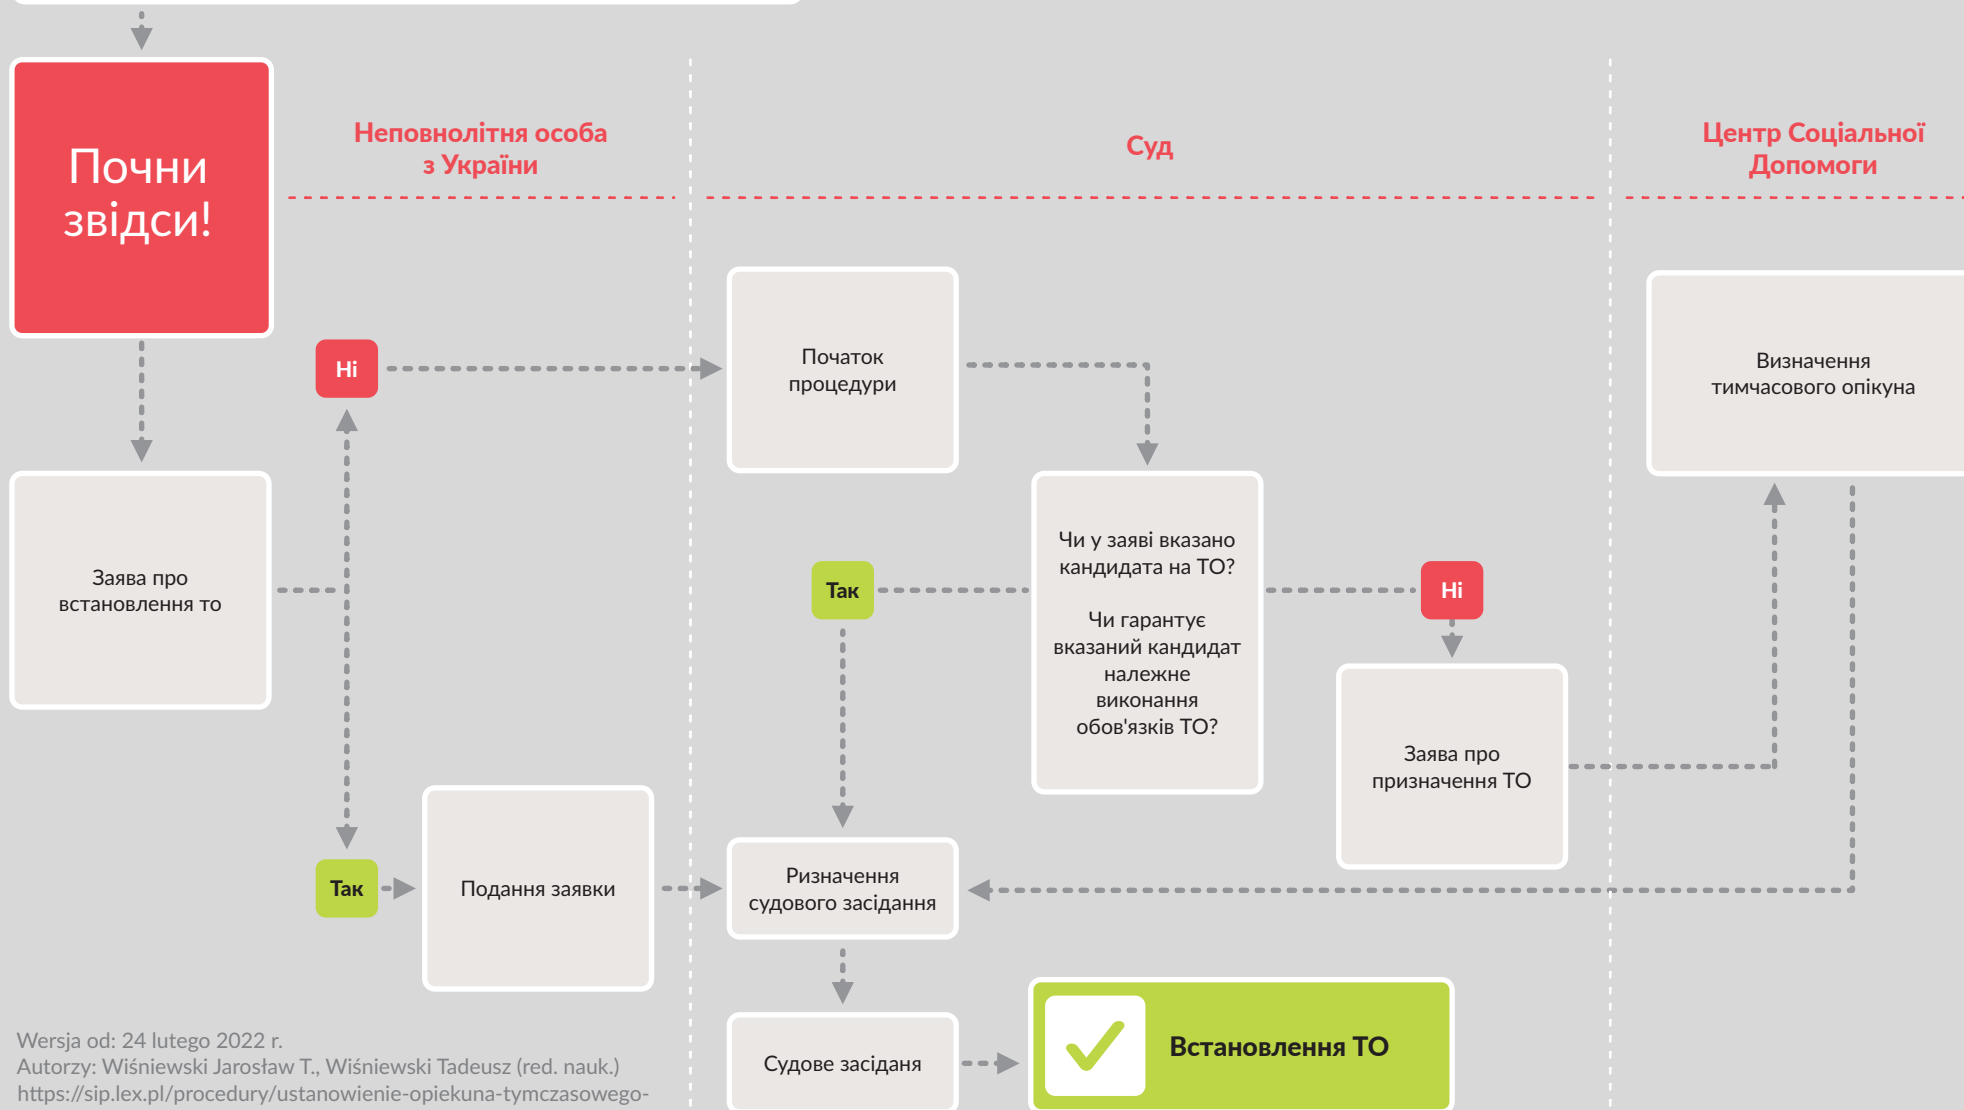 Почни
звідси!
Неповнолітня особа
з України
Суд
Центр Соціальної
Допомоги
Ні
Початок
процедури
Визначення
тимчасового опікуна
Заява про
встановлення то
Чи у заяві вказано
кандидата на ТО?
Чи гарантує
вказаний кандидат
належне
виконання
обов'язків ТО?
Так
Ні
Заява про
призначення ТО
Так
Подання заявки
Ризначення
судового засідання
Судове засіданя
Встановлення ТО
Wersja od: 24 lutego 2022 r.
Autorzy: Wiśniewski Jarosław T., Wiśniewski Tadeusz (red. nauk.)
https://sip.lex.pl/procedury/ustanowienie-opiekuna-tymczasowego-